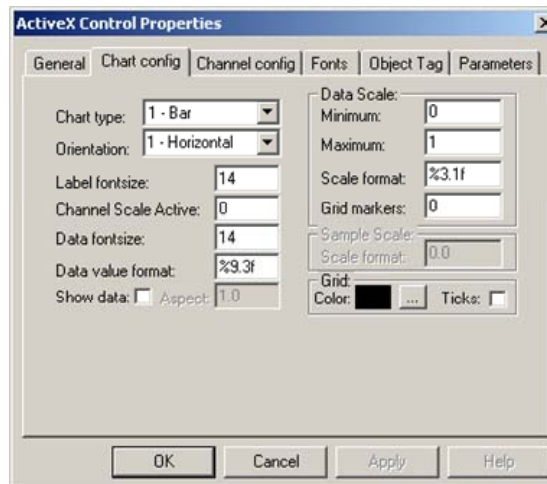 ActiveX Control Properties
General Chart config Channel config Fonts Object Tag Parameters
Chart type: 1 - Bar
Orientation: 1 - Horizontal
Label fontsize: 14
Channel Scale Active: 0
Data fontsize: 14
Data value format: %9.3f
Show data: Aspect: 1.0
Data Scale:
Minimum: 0
Maximum: 1
Scale format: %3.1f
Grid markers: 0
Sample Scale:
Scale format: 0.0
Grid:
Color: ... Ticks:
OK Cancel Apply Help